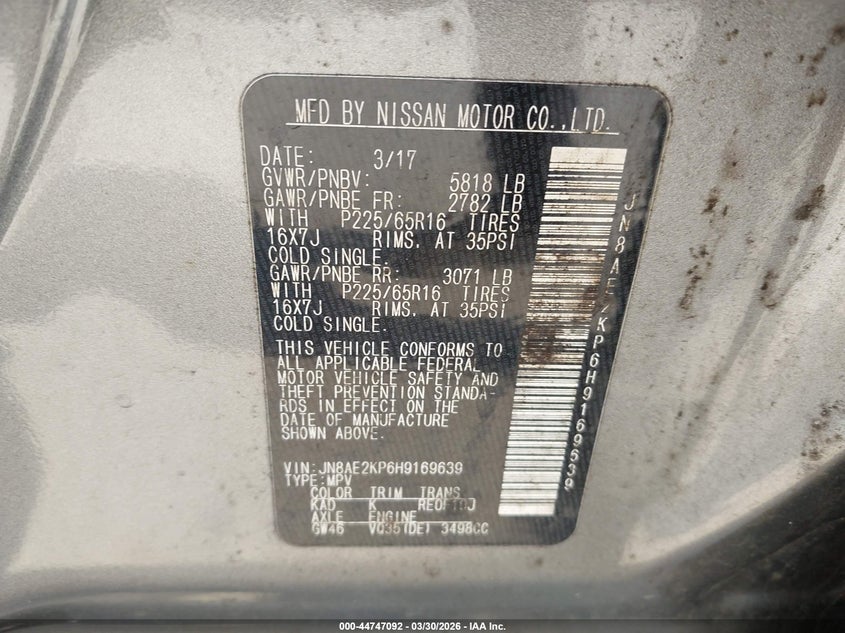 MFD BY NISSAN MOTOR CO.,LTD.
DATE: 3/17
GVWR/PNBV: 5818 LB
GAWR/PNBE FR: 2782 LB
WITH P225/65R16 TIRES
16X7J RIMS. AT 35PSI
COLD SINGLE.
GAWR/PNBE RR: 3071 LB
WITH P225/65R16 TIRES
16X7J RIMS. AT 35PSI
COLD SINGLE.
THIS VEHICLE CONFORMS TO
ALL APPLICABLE FEDERAL
MOTOR VEHICLE SAFETY AND
THEFT PREVENTION STANDA-
RDS IN EFFECT ON THE
DATE OF MANUFACTURE
SHOWN ABOVE.
VIN: JN8AE2KP6H9169639
TYPE: MPV
COLOR TRIM TRANS
KAD K RE0F10J
AXLE ENGINE
GW46 VQ35(DE) 3498CC
JN8AE2KP6H9169639
000-44747092 — 03/30/2026 — IAA Inc.